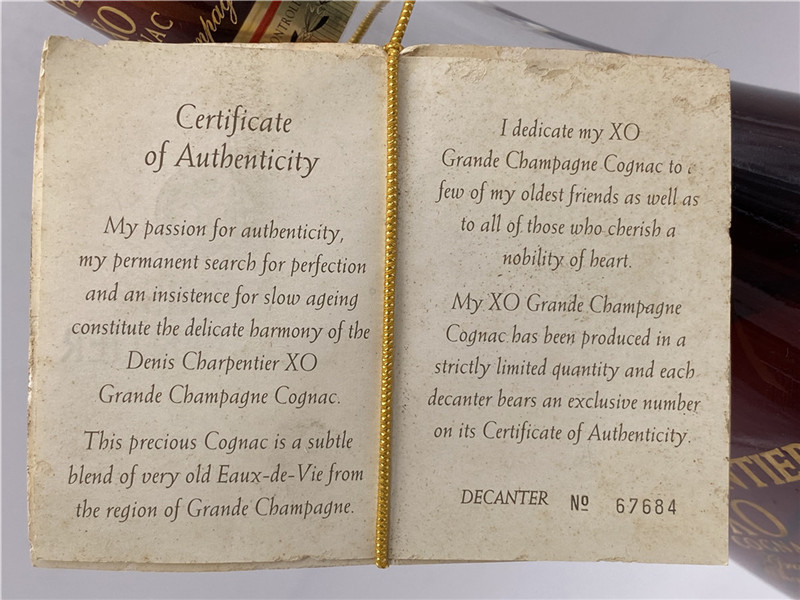 XO
Certificate
of Authenticity
My passion for authenticity,
my permanent search for perfection
and an insistence for slow ageing
constitute the delicate harmony of the
Denis Charpentier XO
Grande Champagne Cognac.
This precious Cognac is a subtle
blend of very old Eaux-de-Vie from
the region of Grande Champagne.
I dedicate my XO
Grande Champagne Cognac to
few of my oldest friends as well as
to all of those who cherish a
nobility of heart.
My XO Grande Champagne
Cognac has been produced in a
strictly limited quantity and each
decanter bears an exclusive number
on its Certificate of Authenticity.
DECANTER Nº 67684
XO